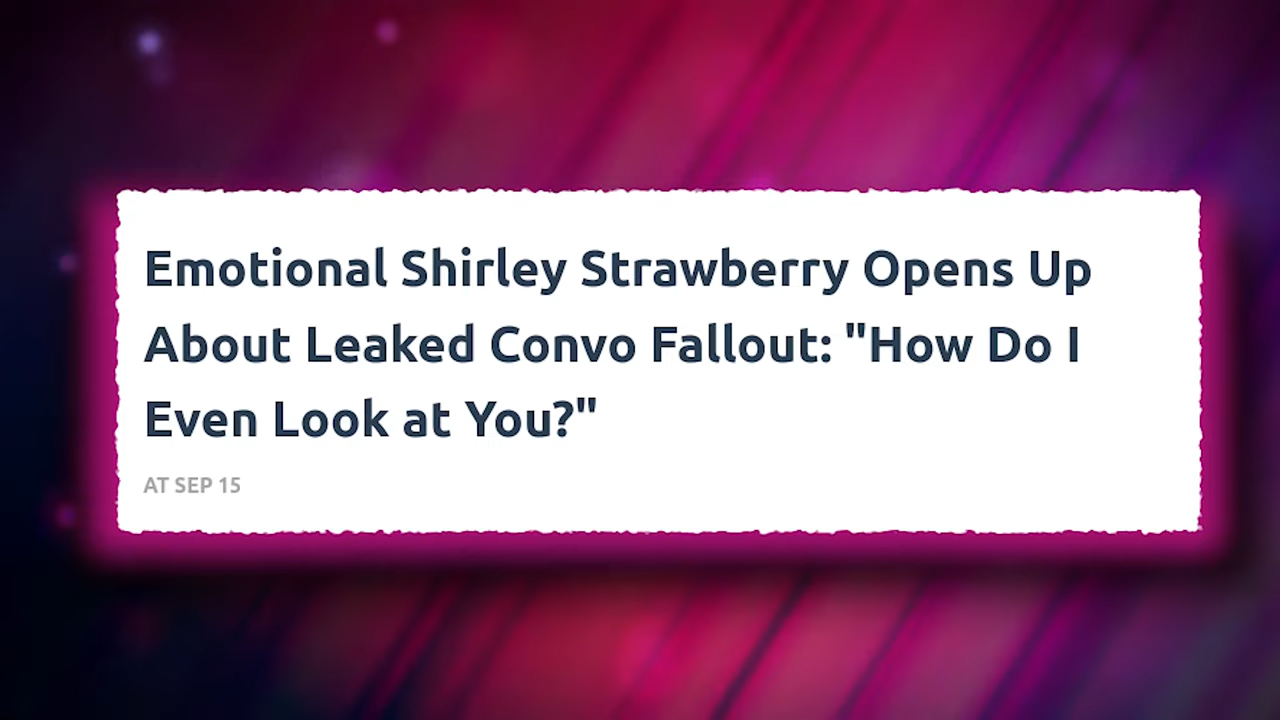 Emotional Shirley Strawberry Opens Up
About Leaked Convo Fallout: "How Do I
Even Look at You?"
AT SEP 15